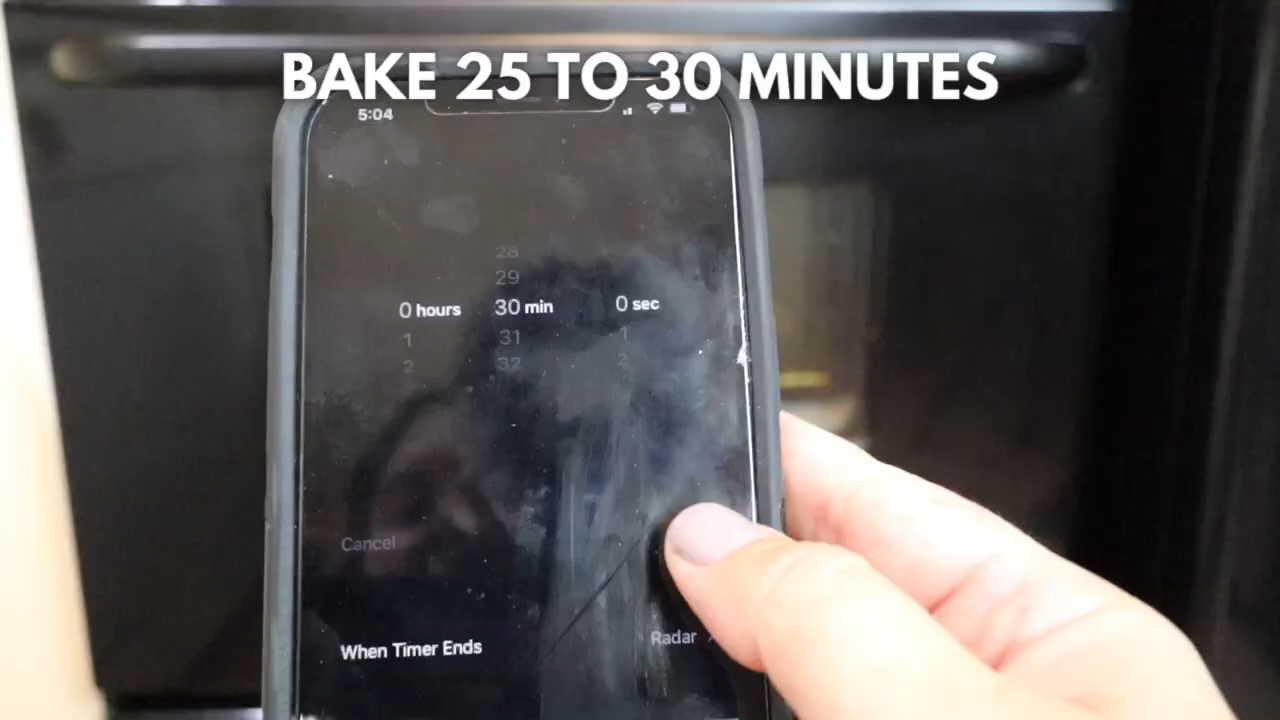 BAKE 25 TO 30 MINUTES
5:04
28
29
0 hours 30 min 0 sec
1 31 1
2 32 2
Cancel
When Timer Ends Radar